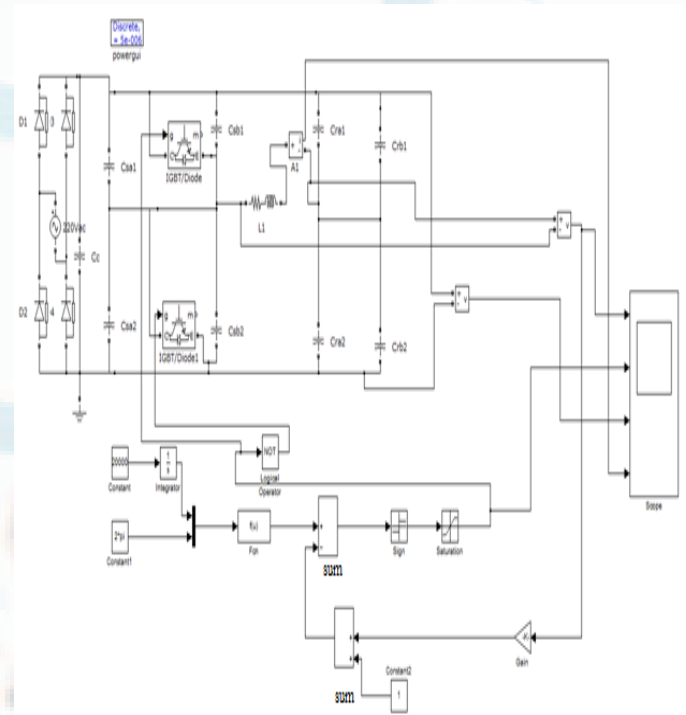 Discrete,
= 5e-006
powergui
D1
3
Csa1
Csb1
g m
C E
IGBT/Diode
A1
+ i
-
Cra1
Crb1
220Vac
Cc
L1
+ v
-
+ v
-
D2
4
Csa2
g m
C E
IGBT/Diode1
Csb2
Cra2
Crb2
Constant
1
s
Integrator
NOT
Logical
Operator
Scope
2*pi
Constant1
f(u)
Fcn
+
sum
Sign
Saturation
+
+
sum
-K-
Gain
Constant2
1